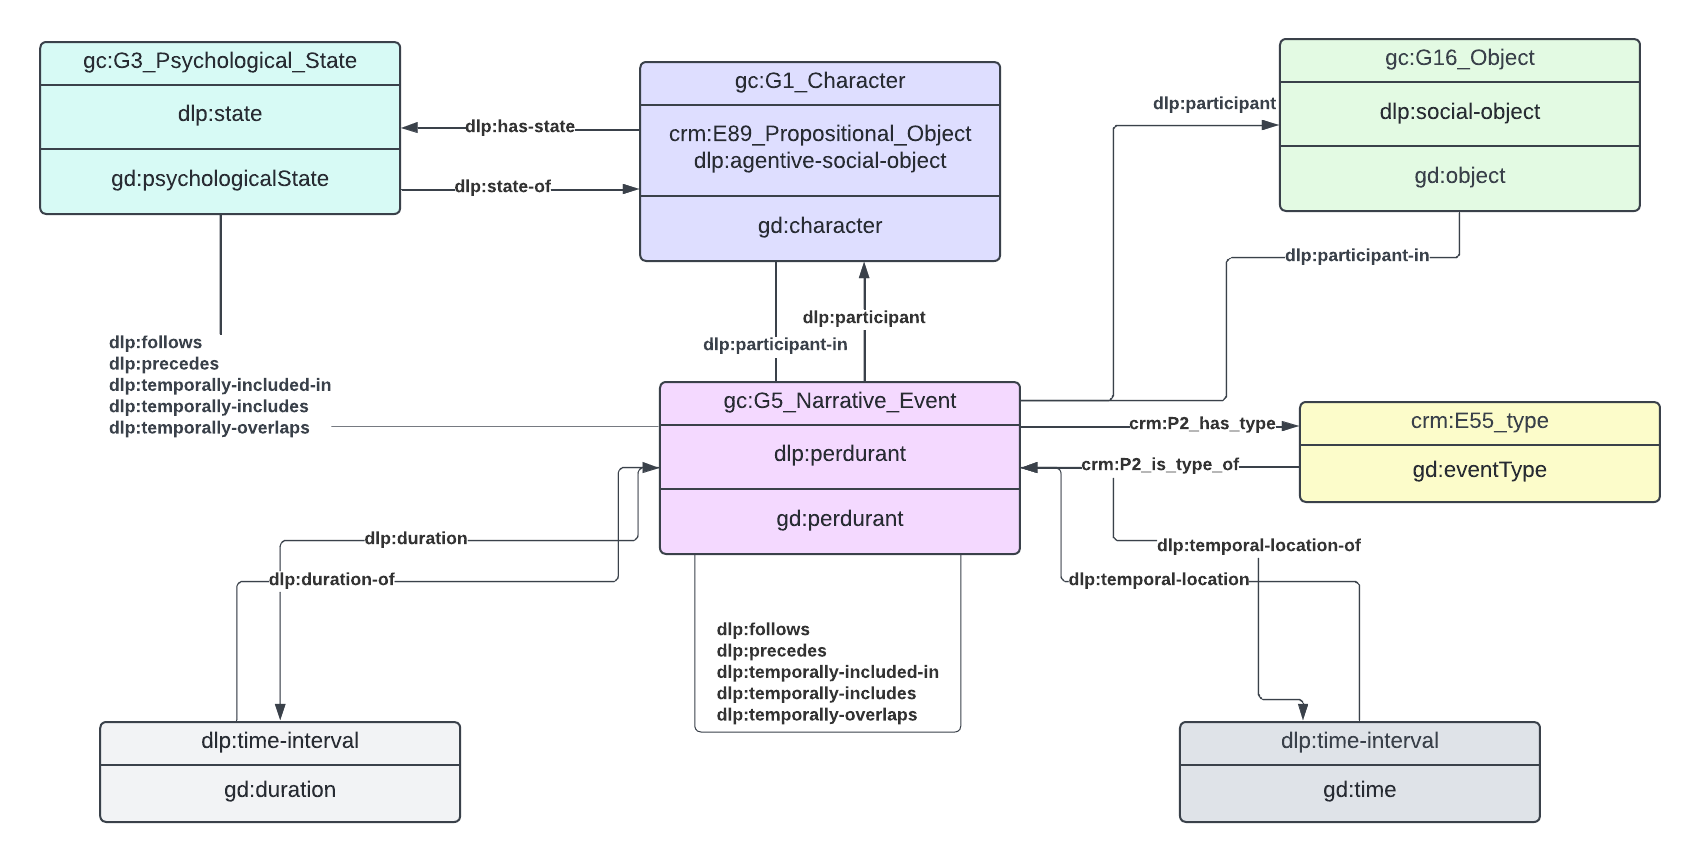 gc:G3_Psychological_State
dlp:state
gd:psychologicalState
dlp:has-state
dlp:state-of
gc:G1_Character
crm:E89_Propositional_Object
dlp:agentive-social-object
gd:character
dlp:participant
gc:G16_Object
dlp:social-object
gd:object
dlp:participant-in
dlp:participant
dlp:participant-in
dlp:follows
dlp:precedes
dlp:temporally-included-in
dlp:temporally-includes
dlp:temporally-overlaps
gc:G5_Narrative_Event
dlp:perdurant
gd:perdurant
crm:P2_has_type
crm:P2_is_type_of
crm:E55_type
gd:eventType
dlp:duration
dlp:duration-of
dlp:temporal-location-of
dlp:temporal-location
dlp:follows
dlp:precedes
dlp:temporally-included-in
dlp:temporally-includes
dlp:temporally-overlaps
dlp:time-interval
gd:duration
dlp:time-interval
gd:time